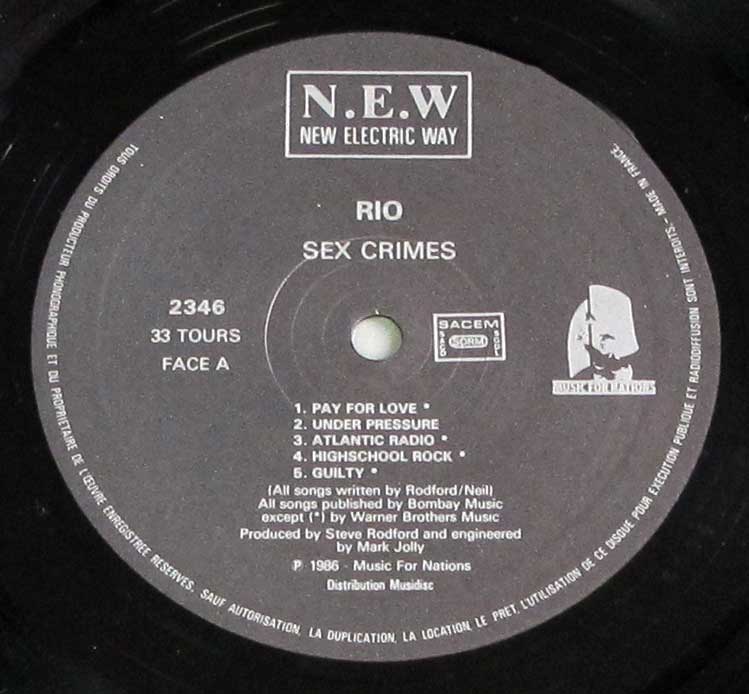 N.E.W
NEW ELECTRIC WAY
RIO
SEX CRIMES
2346
33 TOURS
FACE A
SACEM
SACD
SDRM
SGDL
MUSIC FOR NATIONS
1. PAY FOR LOVE *
2. UNDER PRESSURE
3. ATLANTIC RADIO *
4. HIGHSCHOOL ROCK *
5. GUILTY *
(All songs written by Rodford/Neil)
All songs published by Bombay Music
except (*) by Warner Brothers Music
Produced by Steve Rodford and engineered
by Mark Jolly
℗ 1986 · Music For Nations
Distribution Musidisc
TOUS DROITS DU PRODUCTEUR PHONOGRAPHIQUE ET DU PROPRIETAIRE DE L'ŒUVRE ENREGISTREE RESERVES, SAUF AUTORISATION, LA DUPLICATION, LA LOCATION, LE PRET, L'UTILISATION DE CE DISQUE POUR EXECUTION PUBLIQUE ET RADIODIFFUSION SONT INTERDITS.- MADE IN FRANCE.